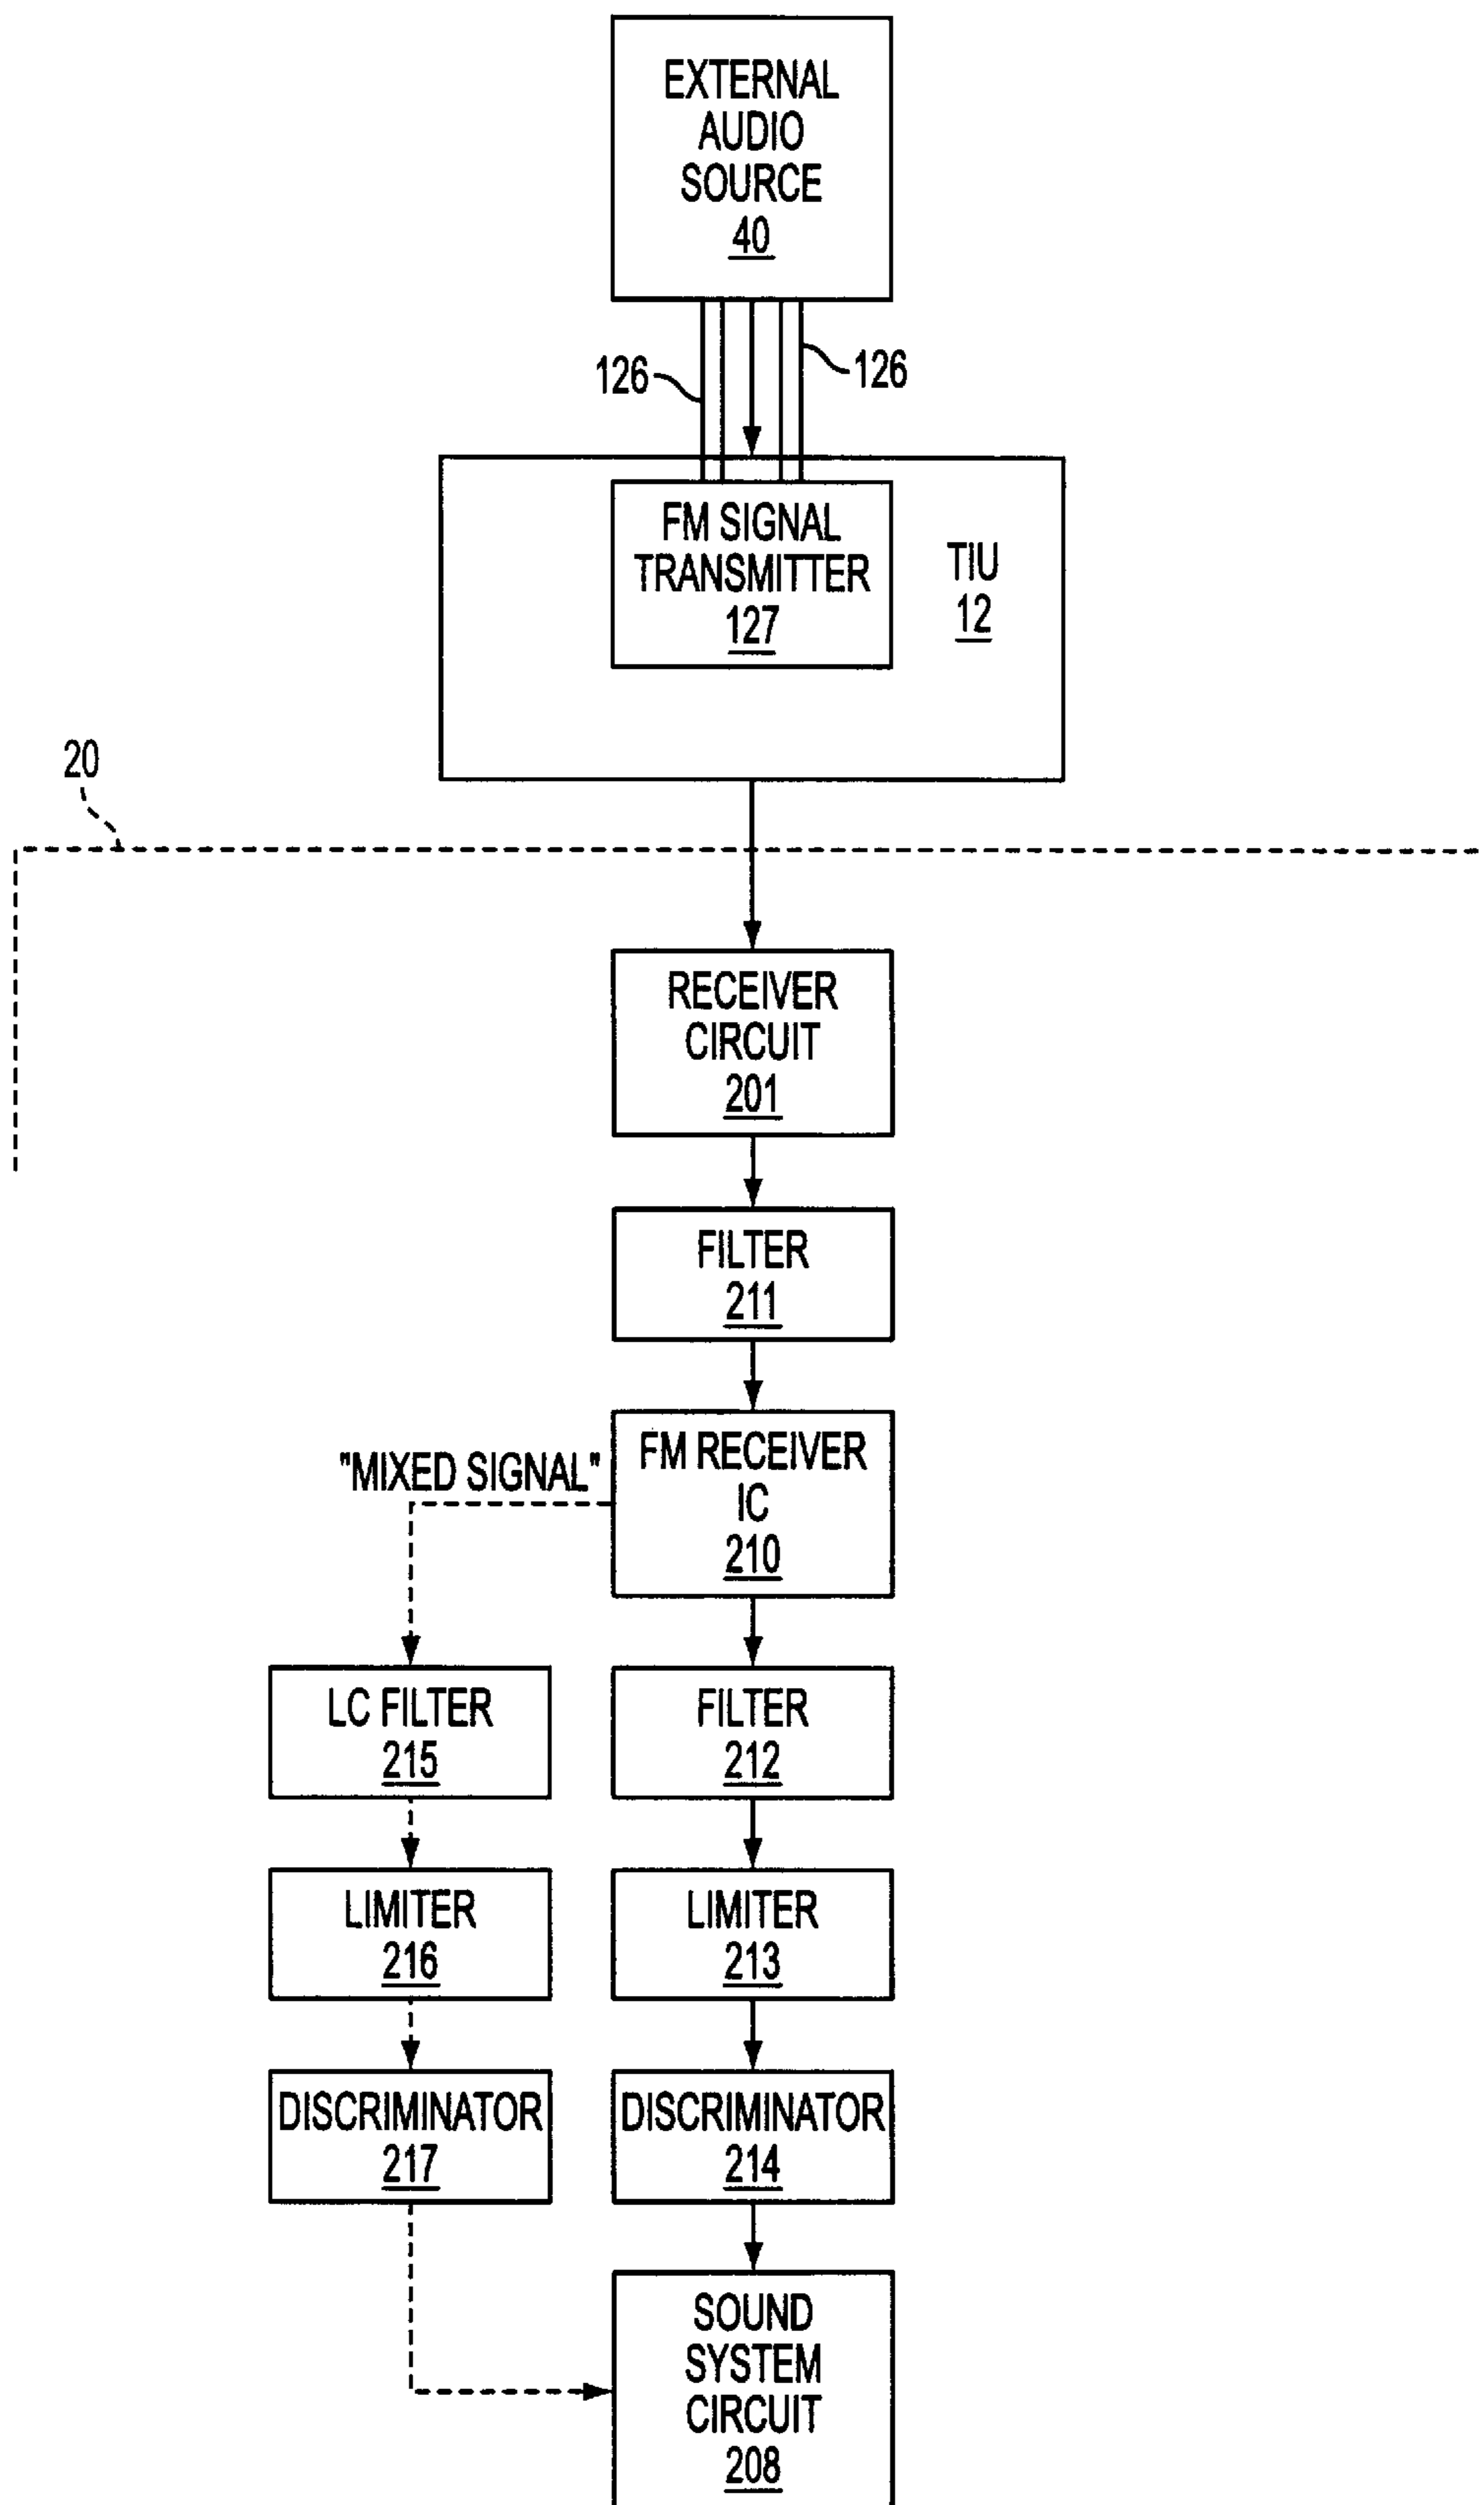 EXTERNAL
AUDIO
SOURCE
40
126
126
FM SIGNAL
TRANSMITTER
127
TIU
12
20
RECEIVER
CIRCUIT
201
FILTER
211
"MIXED SIGNAL"
FM RECEIVER
IC
210
LC FILTER
215
FILTER
212
LIMITER
216
LIMITER
213
DISCRIMINATOR
217
DISCRIMINATOR
214
SOUND
SYSTEM
CIRCUIT
208